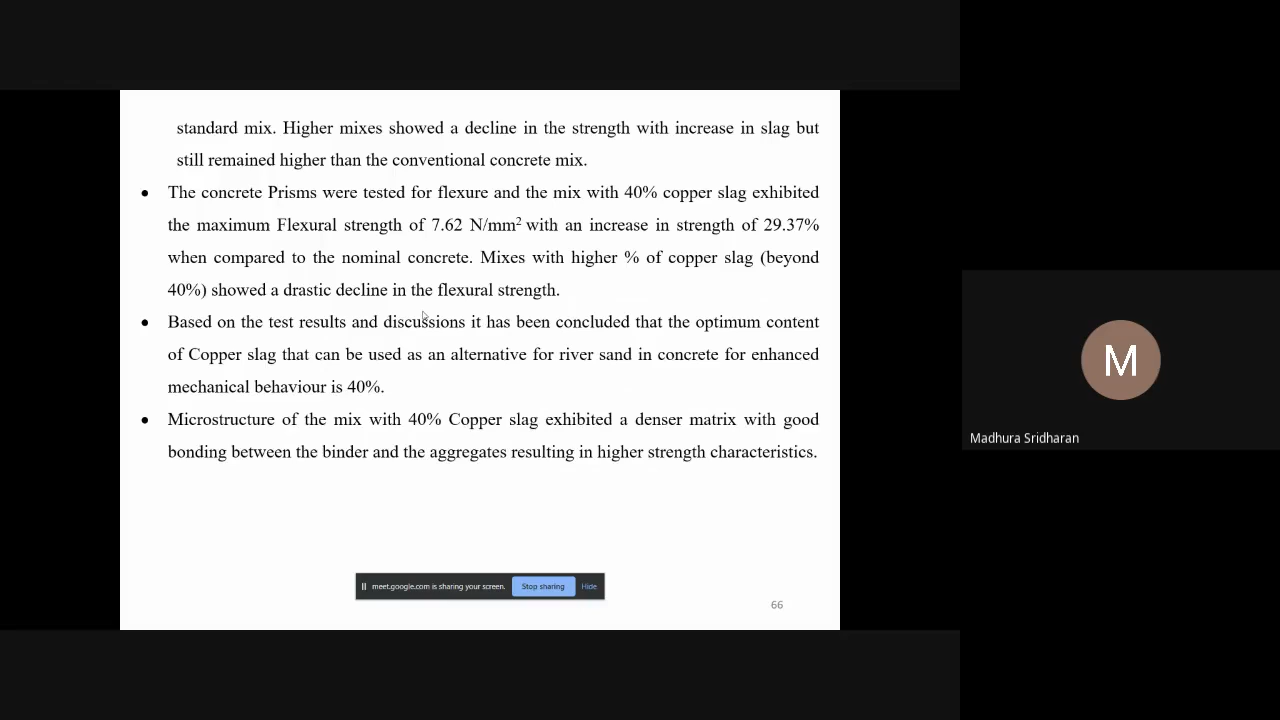 standard mix. Higher mixes showed a decline in the strength with increase in slag but
still remained higher than the conventional concrete mix.
• The concrete Prisms were tested for flexure and the mix with 40% copper slag exhibited
the maximum Flexural strength of 7.62 N/mm² with an increase in strength of 29.37%
when compared to the nominal concrete. Mixes with higher % of copper slag (beyond
40%) showed a drastic decline in the flexural strength.
• Based on the test results and discussions it has been concluded that the optimum content
of Copper slag that can be used as an alternative for river sand in concrete for enhanced
mechanical behaviour is 40%.
• Microstructure of the mix with 40% Copper slag exhibited a denser matrix with good
bonding between the binder and the aggregates resulting in higher strength characteristics.
meet.google.com is sharing your screen. Stop sharing Hide
66
M
Madhura Sridharan